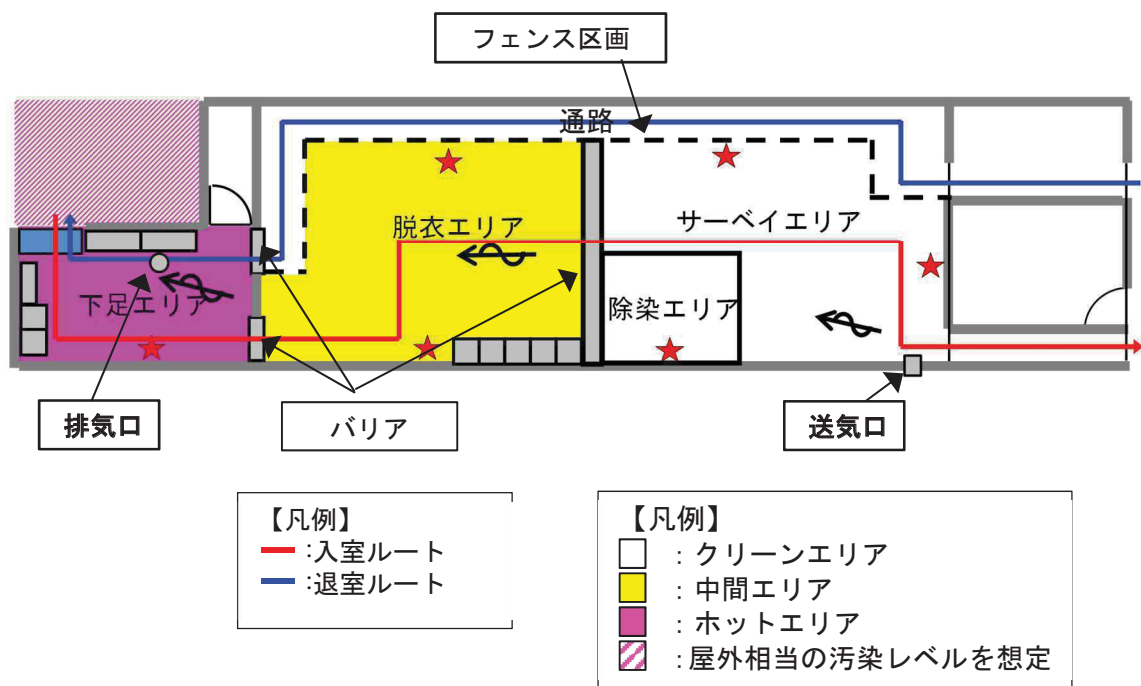 フェンス区画
通路
脱衣エリア
サーベイエリア
下足エリア
除染エリア
排気口
バリア
送気口
【凡例】
:入室ルート
:退室ルート
【凡例】
：クリーンエリア
：中間エリア
：ホットエリア
：屋外相当の汚染レベルを想定